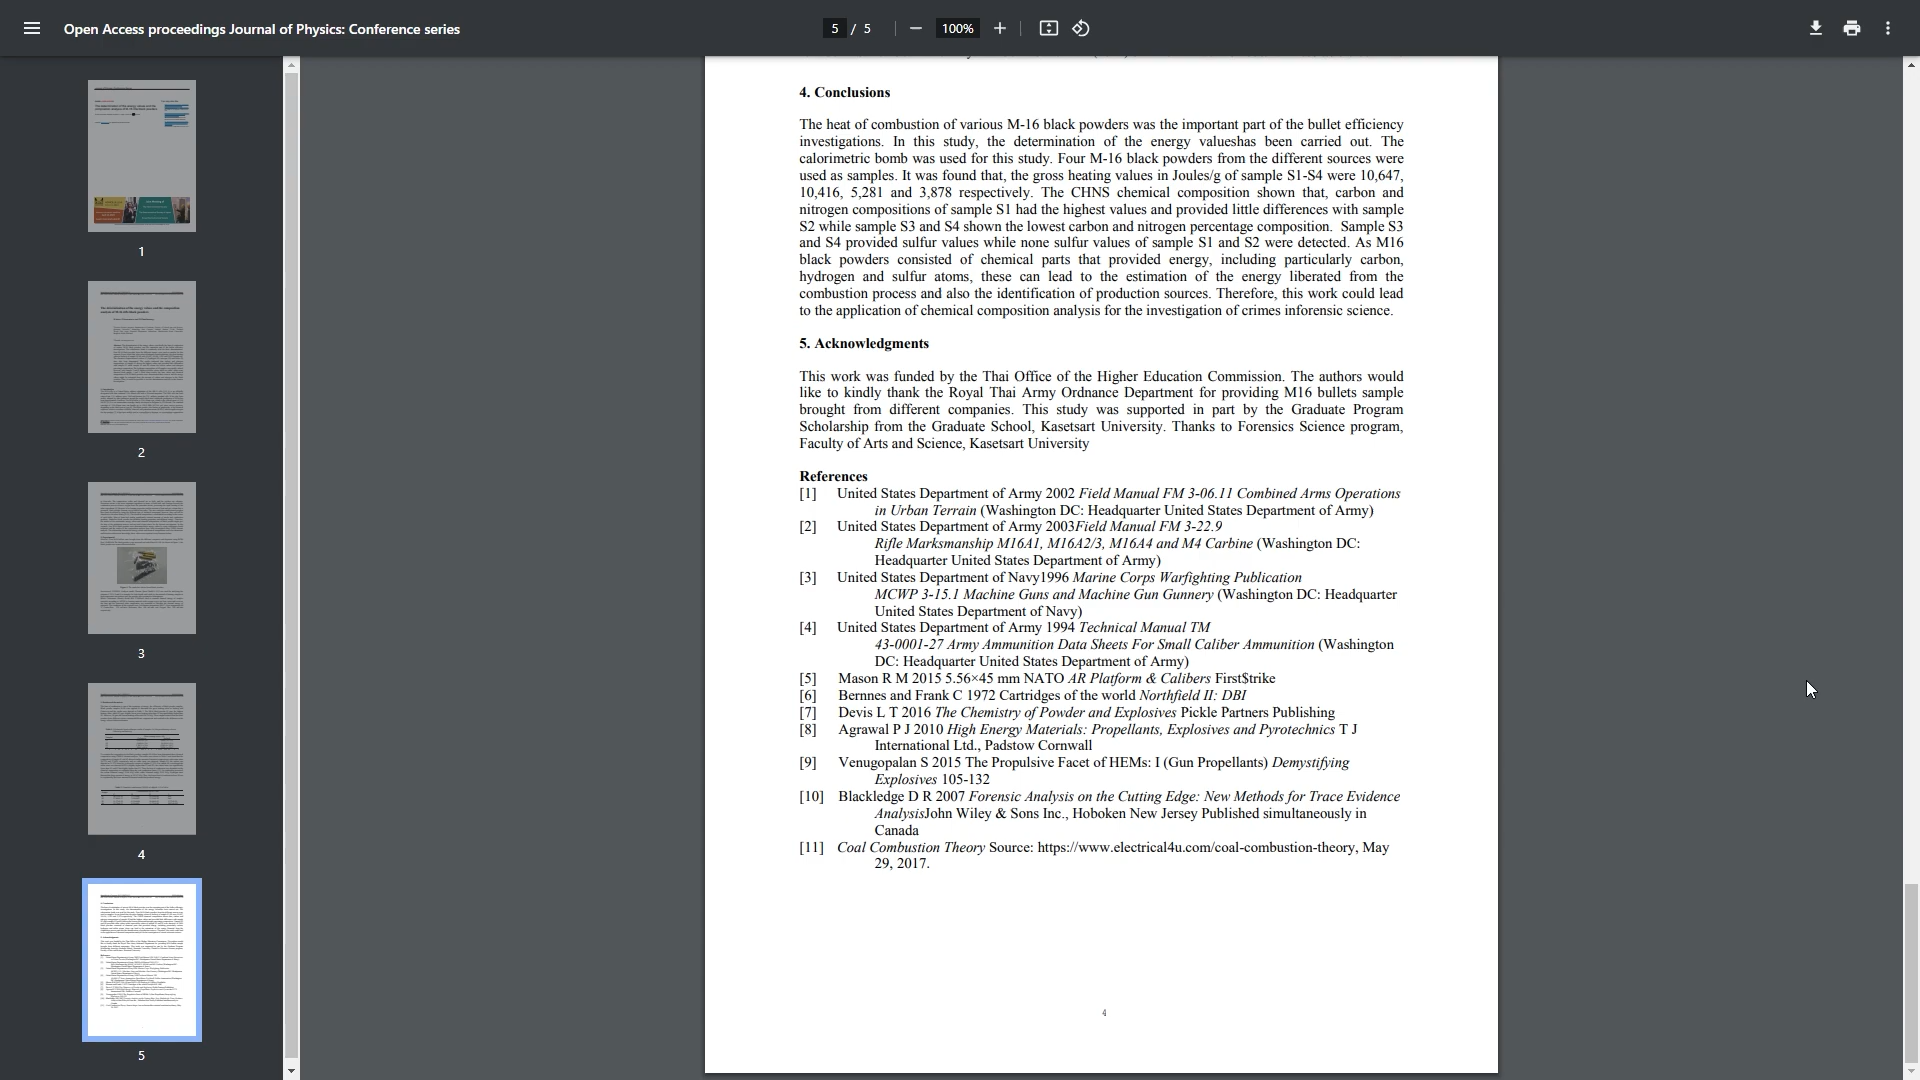 Open Access proceedings Journal of Physics: Conference series
5 / 5
100%
1
2
3
4
5
4. Conclusions
The heat of combustion of various M-16 black powders was the important part of the bullet efficiency
investigations. In this study, the determination of the energy valueshas been carried out. The
calorimetric bomb was used for this study. Four M-16 black powders from the different sources were
used as samples. It was found that, the gross heating values in Joules/g of sample S1-S4 were 10,647,
10,416, 5,281 and 3,878 respectively. The CHNS chemical composition shown that, carbon and
nitrogen compositions of sample S1 had the highest values and provided little differences with sample
S2 while sample S3 and S4 shown the lowest carbon and nitrogen percentage composition. Sample S3
and S4 provided sulfur values while none sulfur values of sample S1 and S2 were detected. As M16
black powders consisted of chemical parts that provided energy, including particularly carbon,
hydrogen and sulfur atoms, these can lead to the estimation of the energy liberated from the
combustion process and also the identification of production sources. Therefore, this work could lead
to the application of chemical composition analysis for the investigation of crimes inforensic science.
5. Acknowledgments
This work was funded by the Thai Office of the Higher Education Commission. The authors would
like to kindly thank the Royal Thai Army Ordnance Department for providing M16 bullets sample
brought from different companies. This study was supported in part by the Graduate Program
Scholarship from the Graduate School, Kasetsart University. Thanks to Forensics Science program,
Faculty of Arts and Science, Kasetsart University
References
[1] United States Department of Army 2002 Field Manual FM 3-06.11 Combined Arms Operations
in Urban Terrain (Washington DC: Headquarter United States Department of Army)
[2] United States Department of Army 2003Field Manual FM 3-22.9
Rifle Marksmanship M16A1, M16A2/3, M16A4 and M4 Carbine (Washington DC:
Headquarter United States Department of Army)
[3] United States Department of Navy1996 Marine Corps Warfighting Publication
MCWP 3-15.1 Machine Guns and Machine Gun Gunnery (Washington DC: Headquarter
United States Department of Navy)
[4] United States Department of Army 1994 Technical Manual TM
43-0001-27 Army Ammunition Data Sheets For Small Caliber Ammunition (Washington
DC: Headquarter United States Department of Army)
[5] Mason R M 2015 5.56×45 mm NATO AR Platform & Calibers First$trike
[6] Bernnes and Frank C 1972 Cartridges of the world Northfield II: DBI
[7] Devis L T 2016 The Chemistry of Powder and Explosives Pickle Partners Publishing
[8] Agrawal P J 2010 High Energy Materials: Propellants, Explosives and Pyrotechnics T J
International Ltd., Padstow Cornwall
[9] Venugopalan S 2015 The Propulsive Facet of HEMs: I (Gun Propellants) Demystifying
Explosives 105-132
[10] Blackledge D R 2007 Forensic Analysis on the Cutting Edge: New Methods for Trace Evidence
AnalysisJohn Wiley & Sons Inc., Hoboken New Jersey Published simultaneously in
Canada
[11] Coal Combustion Theory Source: https://www.electrical4u.com/coal-combustion-theory, May
29, 2017.
4